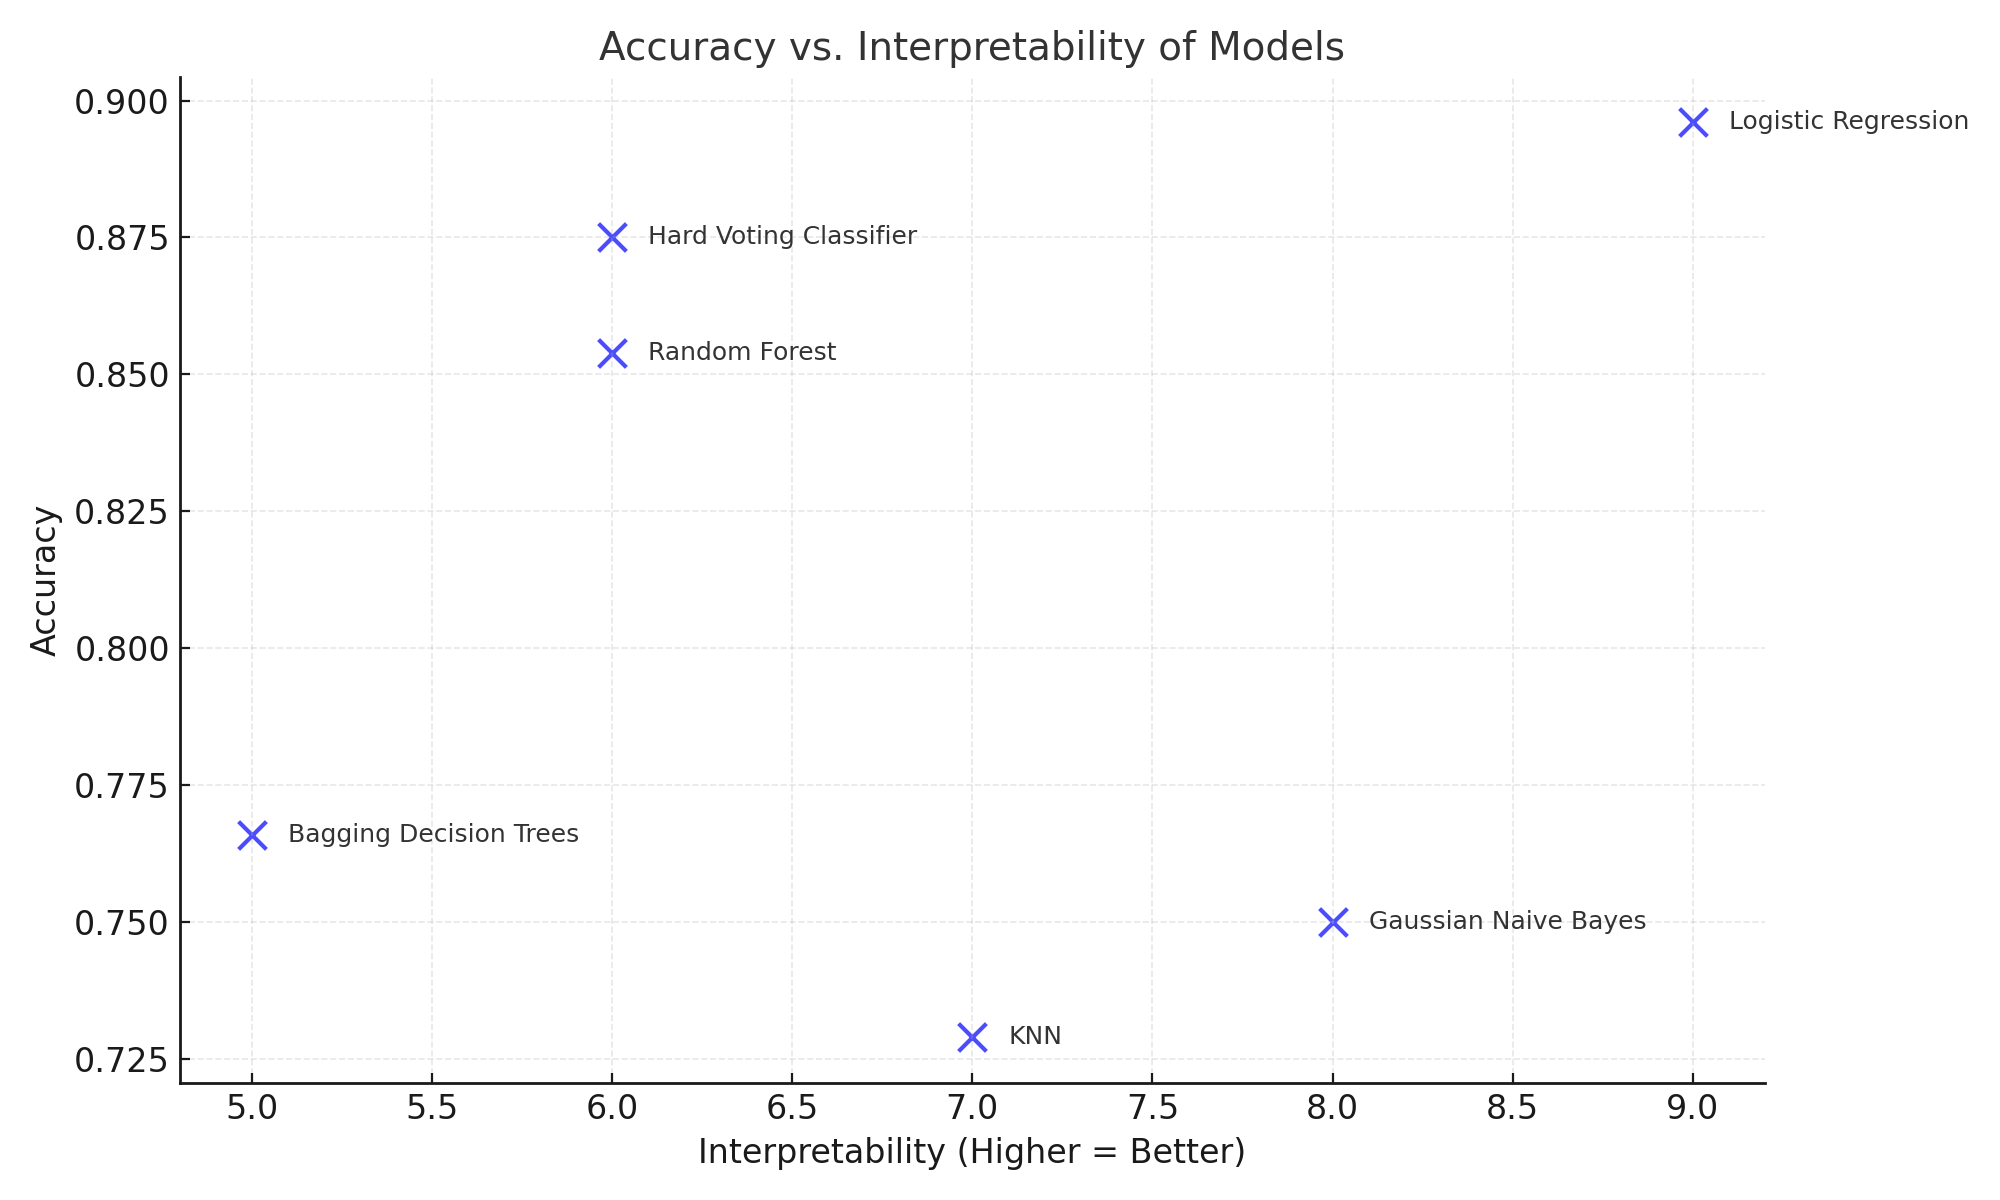 Accuracy vs. Interpretability of Models
0.900
Logistic Regression
0.875
Hard Voting Classifier
Random Forest
0.850
0.825
Accuracy
0.800
0.775
Bagging Decision Trees
0.750
Gaussian Naive Bayes
KNN
0.725
5.0 5.5 6.0 6.5 7.0 7.5 8.0 8.5 9.0
Interpretability (Higher = Better)